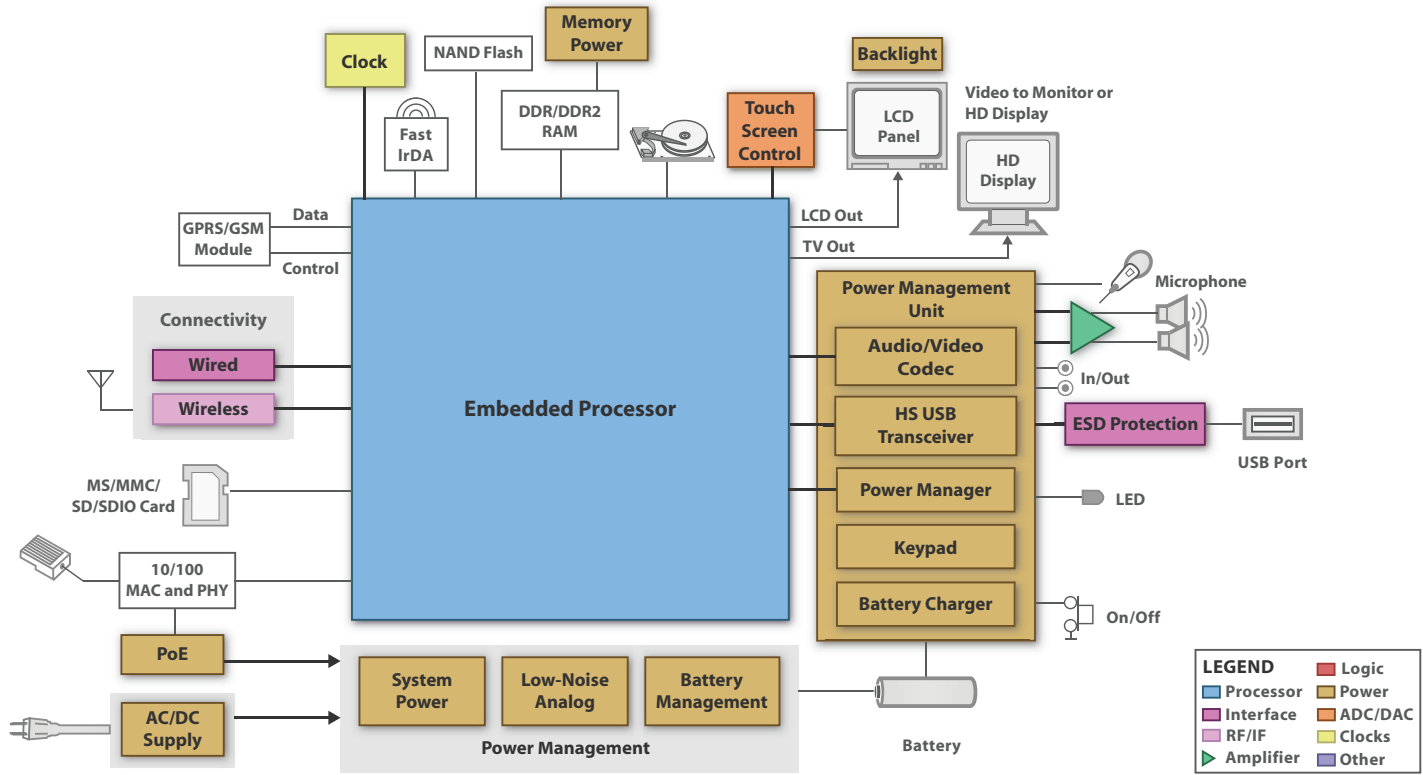 Memory
Power
Clock
NAND Flash
Backlight
Fast
IrDA
DDR/DDR2
RAM
Touch
Screen
Control
LCD
Panel
Video to Monitor or
HD Display
HD
Display
GPRS/GSM
Module
Data
Control
LCD Out
TV Out
Connectivity
Wired
Wireless
Embedded Processor
Power Management
Unit
Audio/Video
Codec
HS USB
Transceiver
Power Manager
Keypad
Battery Charger
Microphone
In/Out
ESD Protection
USB Port
LED
On/Off
MS/MMC/
SD/SDIO Card
10/100
MAC and PHY
PoE
AC/DC
Supply
System
Power
Low-Noise
Analog
Battery
Management
Power Management
Battery
LEGEND
Processor
Interface
RF/IF
Amplifier
Logic
Power
ADC/DAC
Clocks
Other